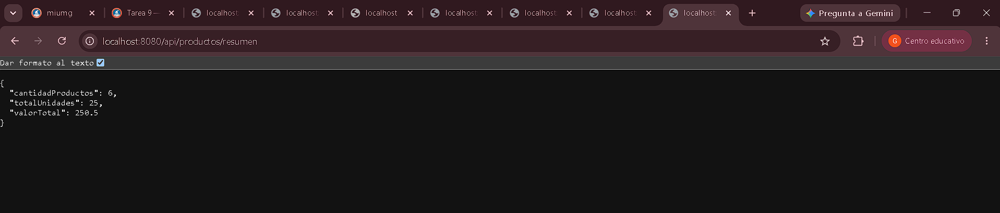 miumg
Tarea 9 —
localhost
localhost
localhost
localhost
localhost
localhost
localhost
Pregunta a Gemini
localhost:8080/api/productos/resumen
G
Centro educativo
Dar formato al texto
{
"cantidadProductos": 6,
"totalUnidades": 25,
"valorTotal": 250.5
}